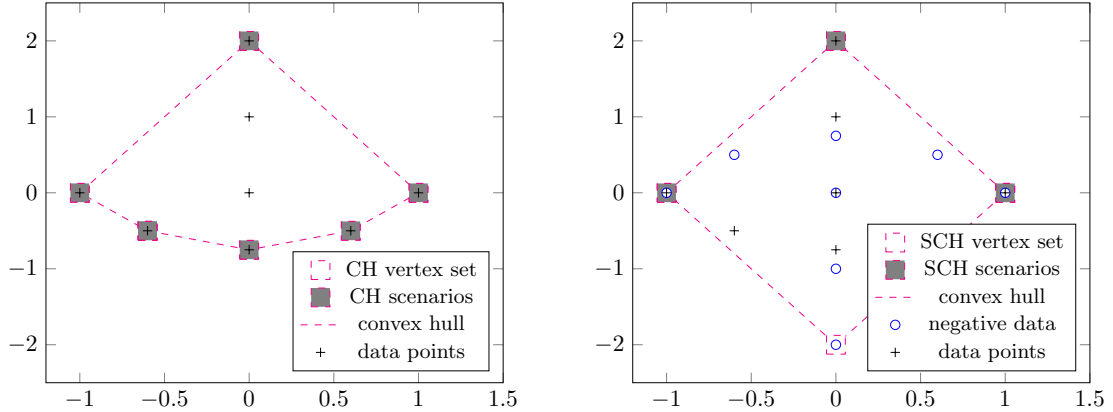 2
1
0
−1
−2
−1
−0.5
0
0.5
1
1.5
CH vertex set
CH scenarios
convex hull
data points
2
1
0
−1
−2
−1
−0.5
0
0.5
1
1.5
SCH vertex set
SCH scenarios
convex hull
negative data
data points